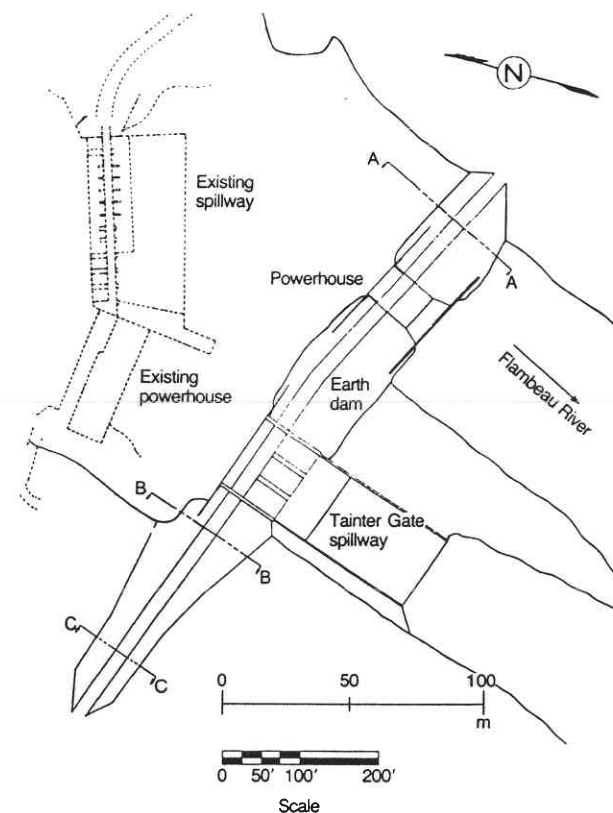 N
A
Existing
spillway
A
Powerhouse
Existing
powerhouse
Earth
dam
Flambeau River
B
Tainter Gate
spillway
B
C
C
0 50 100
m
0 50' 100' 200'
Scale